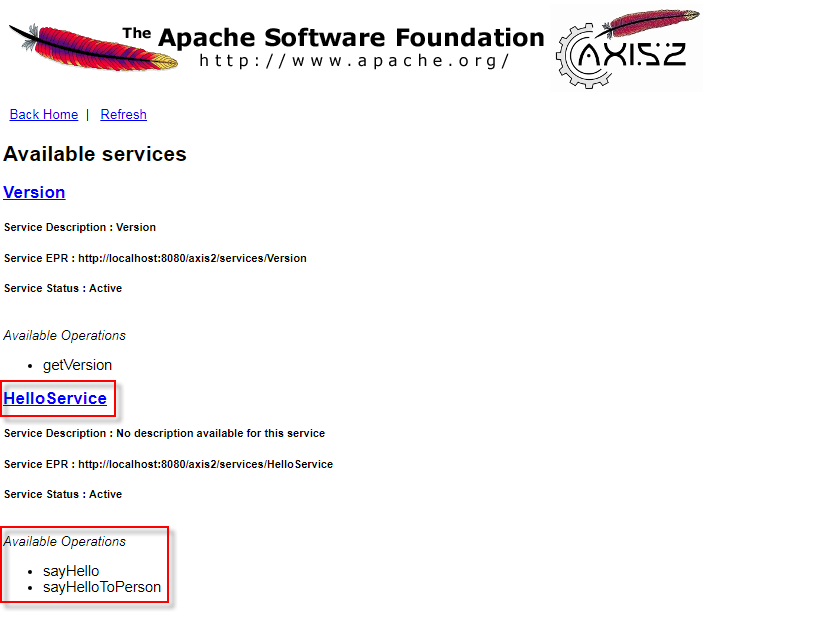 The Apache Software Foundation
http://www.apache.org/
AXIS2
Back Home | Refresh
Available services
Version
Service Description : Version
Service EPR : http://localhost:8080/axis2/services/Version
Service Status : Active
Available Operations
• getVersion
HelloService
Service Description : No description available for this service
Service EPR : http://localhost:8080/axis2/services/HelloService
Service Status : Active
Available Operations
• sayHello
• sayHelloToPerson